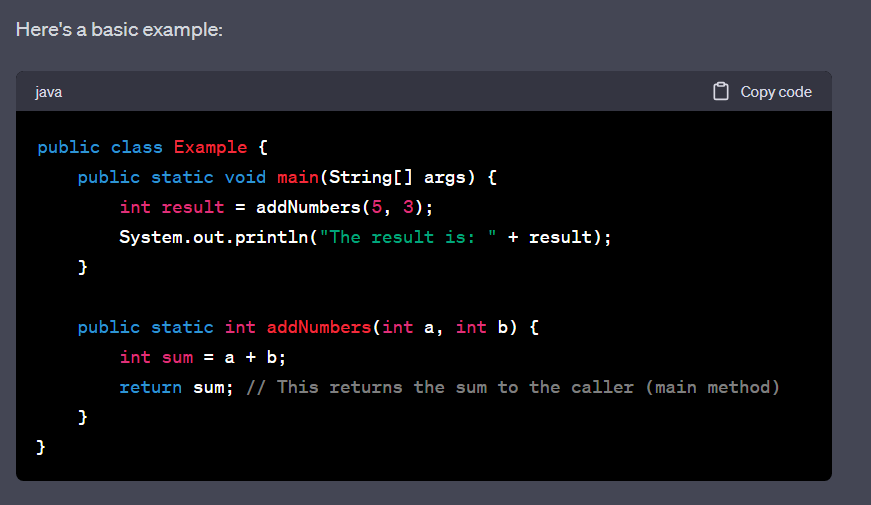 Here's a basic example:
java
Copy code
public class Example {
    public static void main(String[] args) {
        int result = addNumbers(5, 3);
        System.out.println("The result is: " + result);
    }

    public static int addNumbers(int a, int b) {
        int sum = a + b;
        return sum; // This returns the sum to the caller (main method)
    }
}